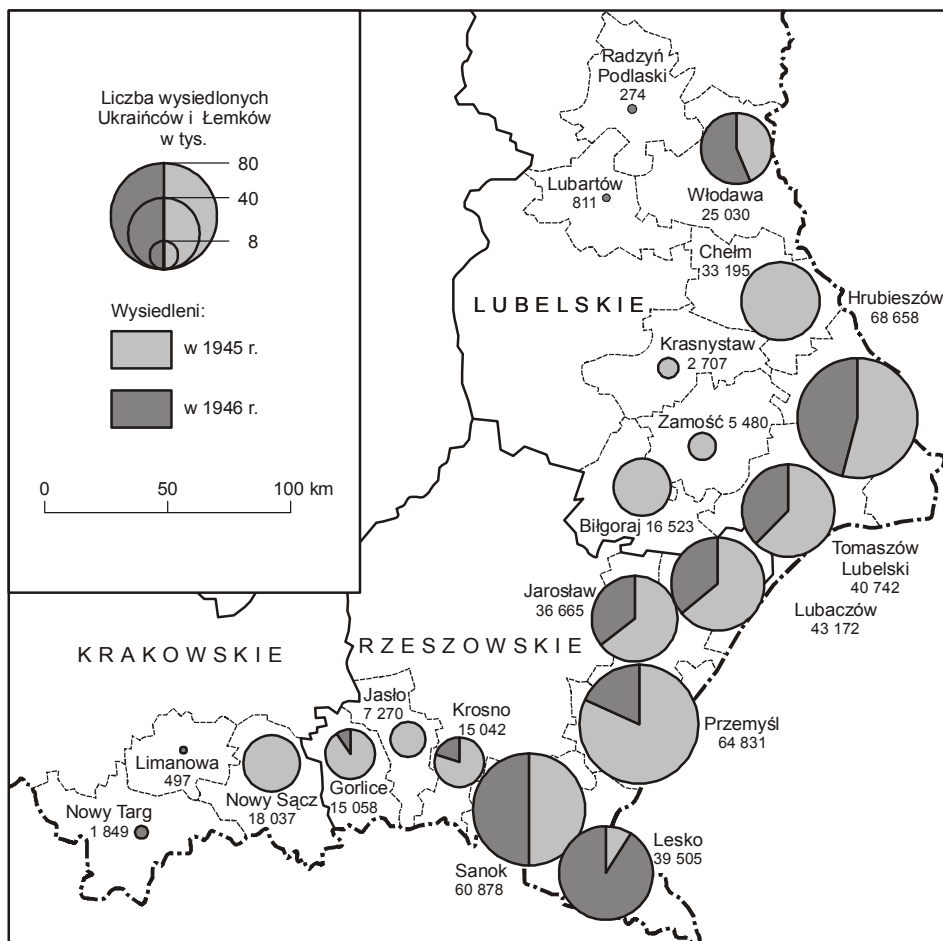 Liczba wysiedlonych
Ukraińców i Łemków
w tys.
80
40
8
Wysiedleni:
w 1945 r.
w 1946 r.
0 50 100 km
Radzyń
Podlaski
274
Lubartów
811
Włodawa
25 030
Chełm
33 195
LUBELSKIE
Hrubieszów
68 658
Krasnystaw
2 707
Zamość 5 480
Biłgoraj 16 523
Tomaszów
Lubelski
40 742
Jarosław
36 665
Lubaczów
43 172
KRAKOWSKIE
RZESZOWSKIE
Jasło
7 270
Krosno
15 042
Przemyśl
64 831
Limanowa
497
Nowy Sącz
18 037
Gorlice
15 058
Nowy Targ
1 849
Sanok
60 878
Lesko
39 505